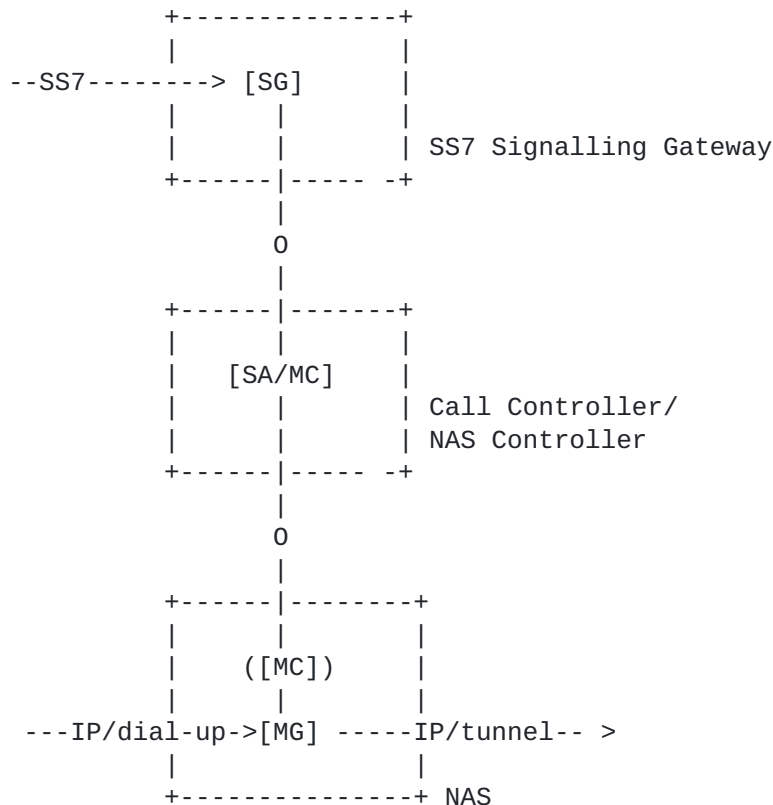 --SS7--------> [SG]
SS7 Signalling Gateway
O
[SA/MC]
Call Controller/
NAS Controller
O
([MC])
---IP/dial-up->[MG] -----IP/tunnel-- >
NAS